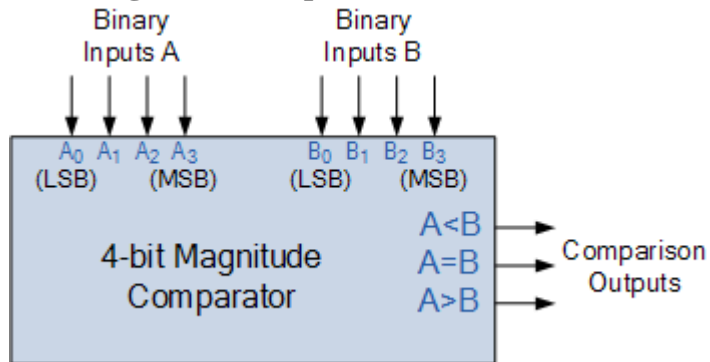 Binary Inputs A
Binary Inputs B
A₀ A₁ A₂ A₃
B₀ B₁ B₂ B₃
(LSB) (MSB)
(LSB) (MSB)
A<B
A=B
A>B
4-bit Magnitude
Comparator
Comparison
Outputs